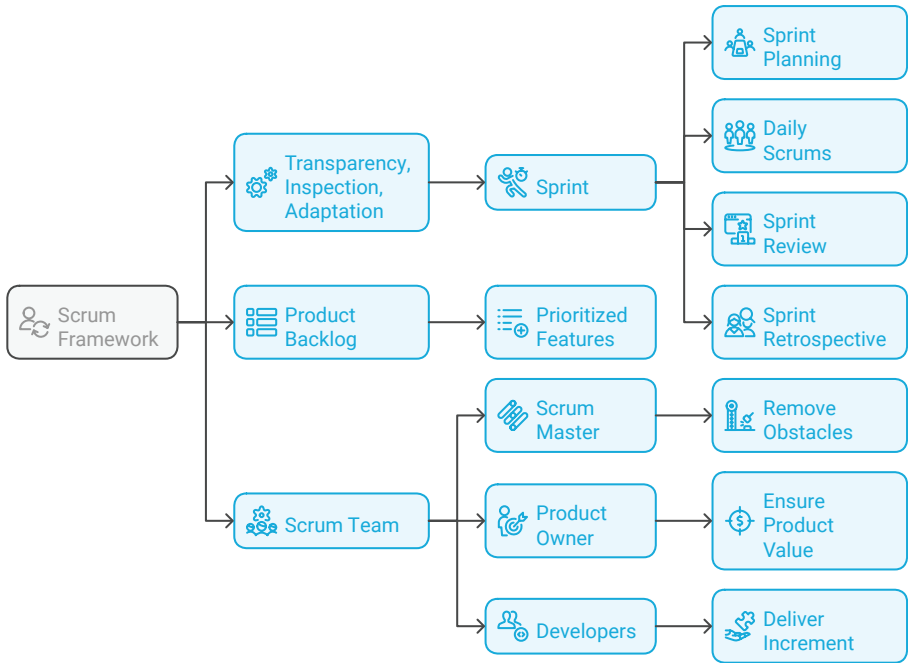 Sprint
Planning
Daily
Scrums
Transparency,
Inspection,
Adaptation
Sprint
Sprint
Review
Scrum
Framework
Product
Backlog
Prioritized
Features
Sprint
Retrospective
Scrum
Master
Remove
Obstacles
Scrum Team
Product
Owner
Ensure
Product
Value
Developers
Deliver
Increment